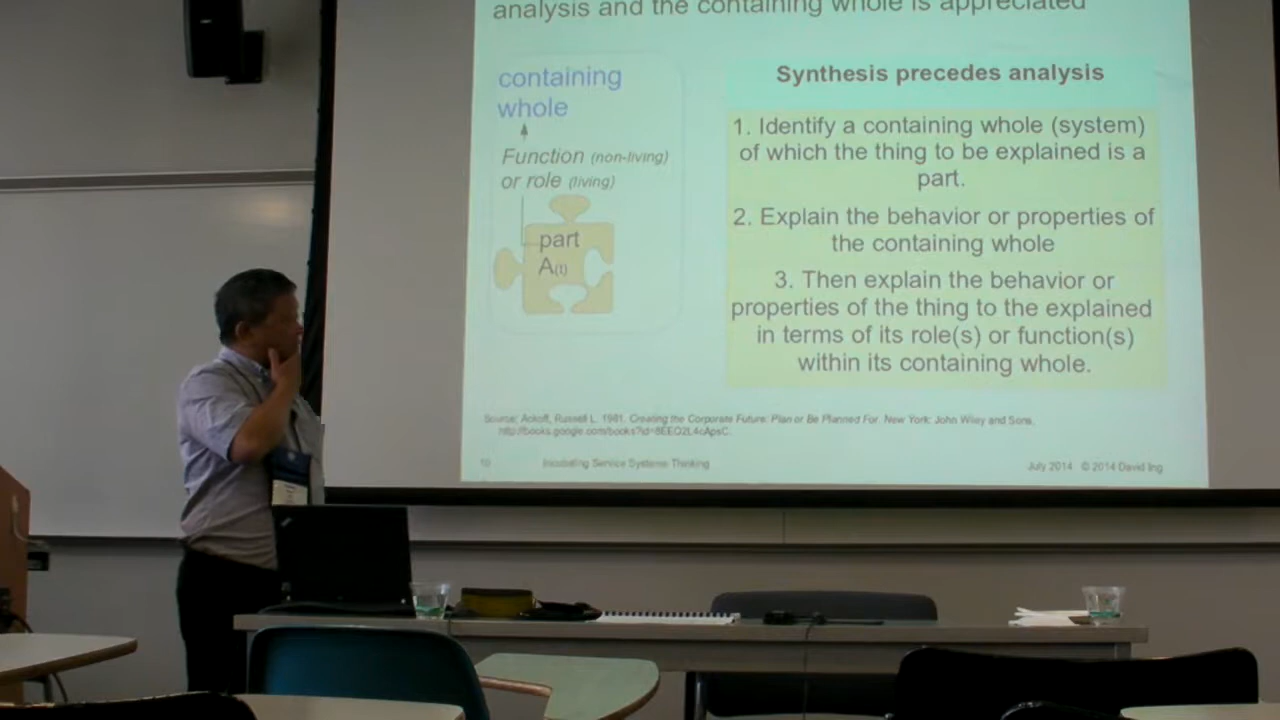 analysis and the containing whole is appreciated
containing
whole
Function (non-living)
or role (living)
part
A(t)
Synthesis precedes analysis
1. Identify a containing whole (system)
of which the thing to be explained is a
part.
2. Explain the behavior or properties of
the containing whole
3. Then explain the behavior or
properties of the thing to the explained
in terms of its role(s) or function(s)
within its containing whole.
Source: Ackoff, Russell L. 1981. Creating the Corporate Future: Plan or Be Planned For. New York: John Wiley and Sons.
Incubating Service Systems Thinking
July 2014 © 2014 David Ing